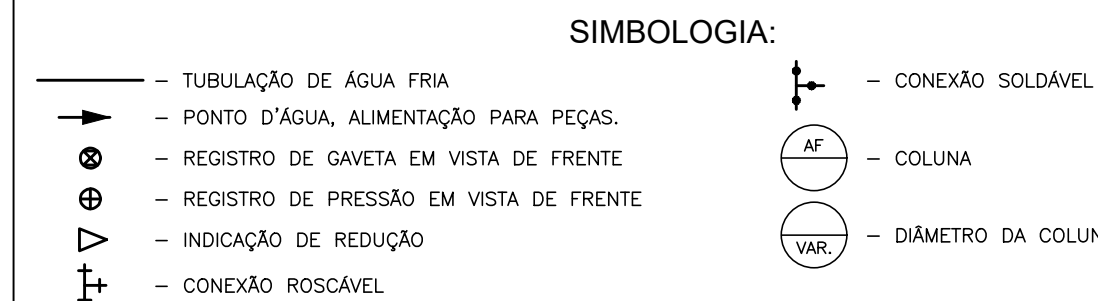 SIMBOLOGIA:
– TUBULAÇÃO DE ÁGUA FRIA
– PONTO D'ÁGUA, ALIMENTAÇÃO PARA PEÇAS.
– REGISTRO DE GAVETA EM VISTA DE FRENTE
– REGISTRO DE PRESSÃO EM VISTA DE FRENTE
– INDICAÇÃO DE REDUÇÃO
– CONEXÃO ROSCÁVEL
– CONEXÃO SOLDÁVEL
AF – COLUNA
VAR. – DIÂMETRO DA